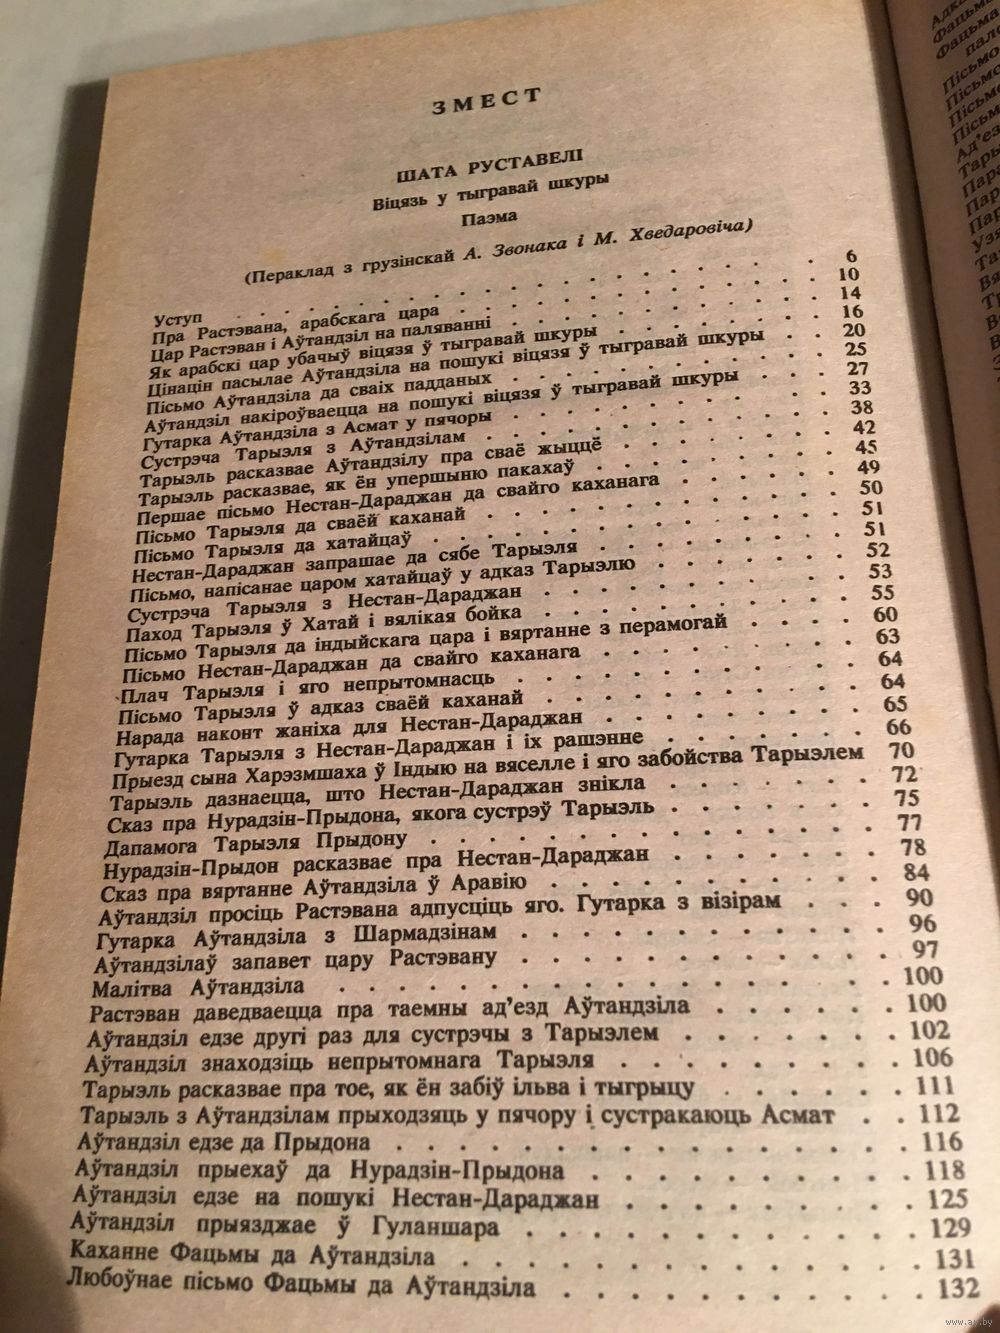 ЗМЕСТ
ШАТА РУСТАВЕЛІ
Віцязь у тыгравай шкуры
Паэма
(Пераклад з грузінскай А. Звонака і М. Хведаровіча)
Уступ . . . . . . . . . . 6
Пра Растэвана, арабскага цара . . . . . . . . 10
Цар Растэван і Аўтандзіл на паляванні . . . . . . 14
Як арабскі цар убачыў віцязя ў тыгравай шкуры . . . . 16
Цінацін пасылае Аўтандзіла на пошукі віцязя ў тыгравай шкуры . . 20
Пісьмо Аўтандзіла да сваіх падданых . . . . . . 25
Аўтандзіл накіроўваецца на пошукі віцязя ў тыгравай шкуры . . . 27
Гутарка Аўтандзіла з Асмат у пячоры . . . . . . 33
Сустрэча Тарыэля з Аўтандзілам . . . . . . 38
Тарыэль расказвае Аўтандзілу пра сваё жыццё . . . . 42
Тарыэль расказвае, як ён упершыню пакахаў . . . . 45
Першае пісьмо Нестан-Дараджан да свайго каханага . . . . 49
Пісьмо Тарыэля да сваёй каханай . . . . . . 50
Пісьмо Тарыэля да хатайцаў . . . . . . 51
Нестан-Дараджан запрашае да сябе Тарыэля . . . . 51
Пісьмо, напісанае царом хатайцаў у адказ Тарыэлю . . . . 52
Сустрэча Тарыэля з Нестан-Дараджан . . . . . . 53
Паход Тарыэля ў Хатай і вялікая бойка . . . . . . 55
Пісьмо Тарыэля да індыйскага цара і вяртанне з перамогай . . . . 60
Пісьмо Нестан-Дараджан да свайго каханага . . . . 63
Плач Тарыэля і яго непрытомнасць . . . . . . 64
Пісьмо Тарыэля ў адказ сваёй каханай . . . . . . 64
Нарада наконт жаніха для Нестан-Дараджан . . . . 65
Гутарка Тарыэля з Нестан-Дараджан і іх рашэнне . . . . 66
Прыезд сына Харэзмшаха ў Індыю на вяселле і яго забойства Тарыэлем 70
Тарыэль дазнаецца, што Нестан-Дараджан знікла . . . . 72
Сказ пра Нурадзін-Прыдона, якога сустрэў Тарыэль . . . . 75
Дапамога Тарыэля Прыдону . . . . . . 77
Нурадзін-Прыдон расказвае пра Нестан-Дараджан . . . . 78
Сказ пра вяртанне Аўтандзіла ў Аравію . . . . . . 84
Аўтандзіл просіць Растэвана адпусціць яго. Гутарка з візірам . . . 90
Гутарка Аўтандзіла з Шармадзінам . . . . . . 96
Аўтандзілаў запавет цару Растэвану . . . . . . 97
Малітва Аўтандзіла . . . . . . 100
Растэван даведваецца пра таемны ад’езд Аўтандзіла . . . . 100
Аўтандзіл едзе другі раз для сустрэчы з Тарыэлем . . . . 102
Аўтандзіл знаходзіць непрытомнага Тарыэля . . . . 106
Тарыэль расказвае пра тое, як ён забіў ільва і тыгрыцу . . . . 111
Тарыэль з Аўтандзілам прыходзяць у пячору і сустракаюць Асмат . . 112
Аўтандзіл едзе да Прыдона . . . . . . 116
Аўтандзіл прыехаў да Нурадзін-Прыдона . . . . . . 118
Аўтандзіл едзе на пошукі Нестан-Дараджан . . . . 125
Аўтандзіл прыязджае ў Гуланшара . . . . . . 129
Каханне Фацьмы да Аўтандзіла . . . . . . 131
Любоўнае пісьмо Фацьмы да Аўтандзіла . . . . . . 132
Фацьма
Пісьмо
Пісьмо
Пісьмо
Ад’езд
www.ay.by